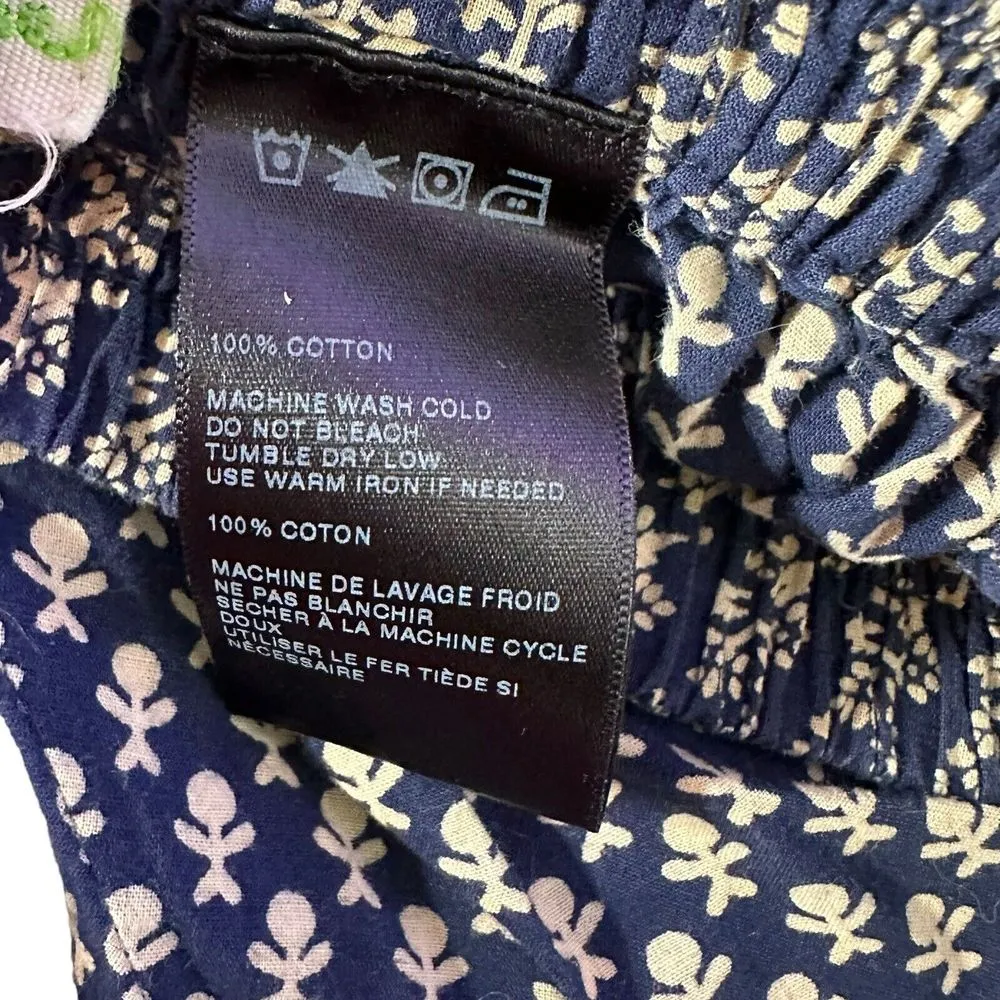 100% COTTON
MACHINE WASH COLD
DO NOT BLEACH
TUMBLE DRY LOW
USE WARM IRON IF NEEDED
100% COTON
MACHINE DE LAVAGE FROID
NE PAS BLANCHIR
SECHER À LA MACHINE CYCLE
DOUX
UTILISER LE FER TIÈDE SI
NECESSAIRE